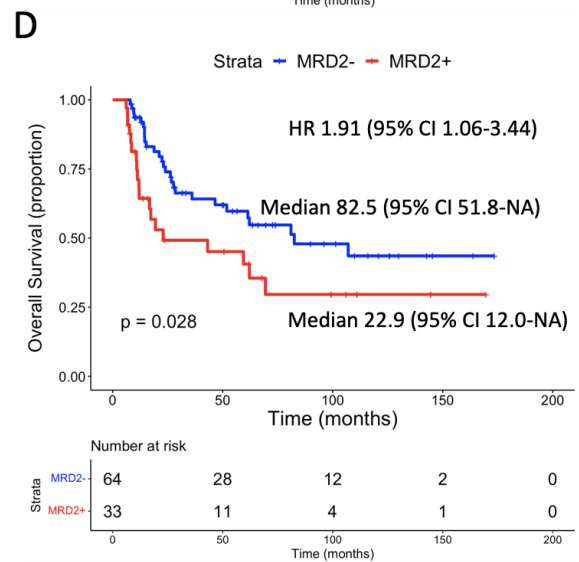 Time (months)
D
Strata MRD2- MRD2+
1.00
0.75
0.50
0.25
0.00
Overall Survival (proportion)
HR 1.91 (95% CI 1.06-3.44)
Median 82.5 (95% CI 51.8-NA)
p = 0.028
Median 22.9 (95% CI 12.0-NA)
0 50 100 150 200
Time (months)
Number at risk
Strata
MRD2- 64 28 12 2 0
MRD2+ 33 11 4 1 0
0 50 100 150 200
Time (months)